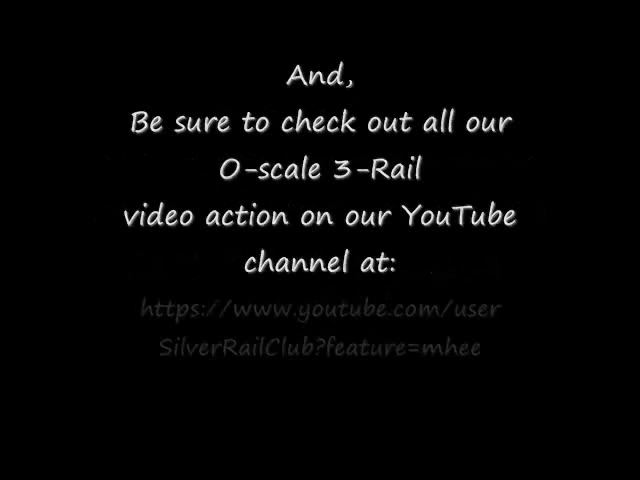 And,
Be sure to check out all our
O-scale 3-Rail
video action on our YouTube
channel at:
https://www.youtube.com/user
SilverRailClub?feature=mhee